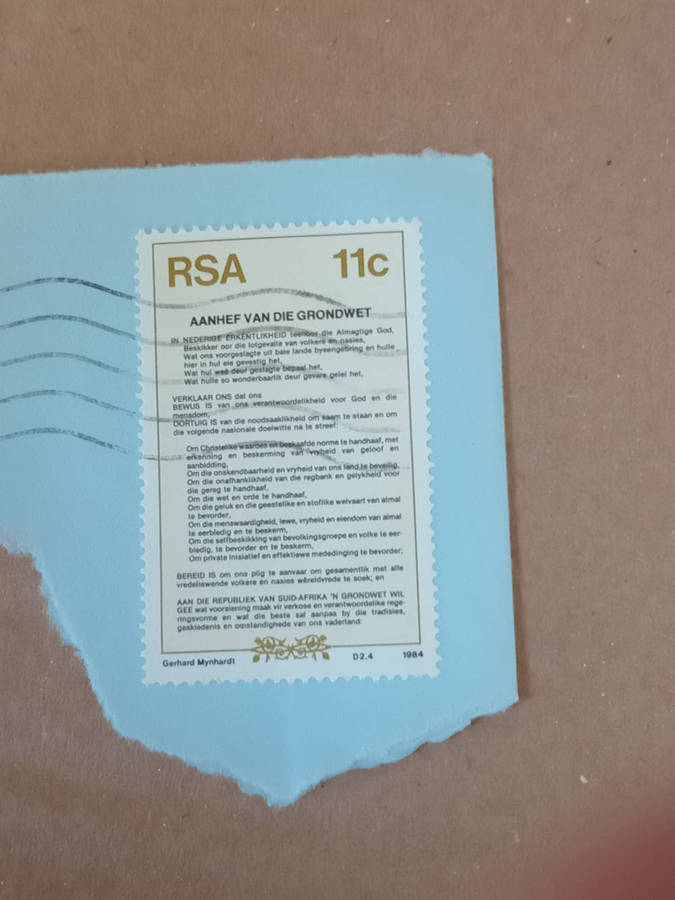 RSA 11c
AANHEF VAN DIE GRONDWET
IN NEDERIGE ERKENTLIKHEID teenoor die Almagtige God,
Beskikker oor die lotgevalle van volkere en nasies,
Wat ons voorgeslagte uit baie lande byeengebring en hulle
hier in hul eie gevestig het,
Wat hul weë deur geslagte bepaal het,
Wat hulle so wonderbaarlik deur gevare gelei het,
VERKLAAR ONS dat ons
BEWUS IS van ons verantwoordelikheid voor God en die
mensdom;
OORTUIG IS van die noodsaaklikheid om saam te staan en om
die volgende nasionale doelwitte na te streef:
Om Christelike waardes en beskaafde norme te handhaaf, met
erkenning en beskerming van vryheid van geloof en
aanbidding,
Om die onskendbaarheid en vryheid van ons land te beveilig,
Om die onafhanklikheid van die regbank en gelykheid voor
die gereg te handhaaf,
Om die wet en orde te handhaaf,
Om die geluk en die geestelike en stoflike welvaart van almal
te bevorder,
Om die menswaardigheid, lewe, vryheid en eiendom van almal
te eerbiedig en te beskerm,
Om die selfbeskikking van bevolkingsgroepe en volke te eer-
biedig, te bevorder en te beskerm,
Om private inisiatief en effektiewe mededinging te bevorder;
BEREID IS om ons plig te aanvaar om gesamentlik met alle
vredeliewende volkere en nasies wêreldvrede te soek; en
AAN DIE REPUBLIEK VAN SUID-AFRIKA 'N GRONDWET WIL
GEE wat voorsiening maak vir verkose en verantwoordelike rege-
ringsvorme en wat die beste sal aanpas by die tradisies,
geskiedenis en omstandighede van ons vaderland:
Gerhard Mynhardt D2.4 1984